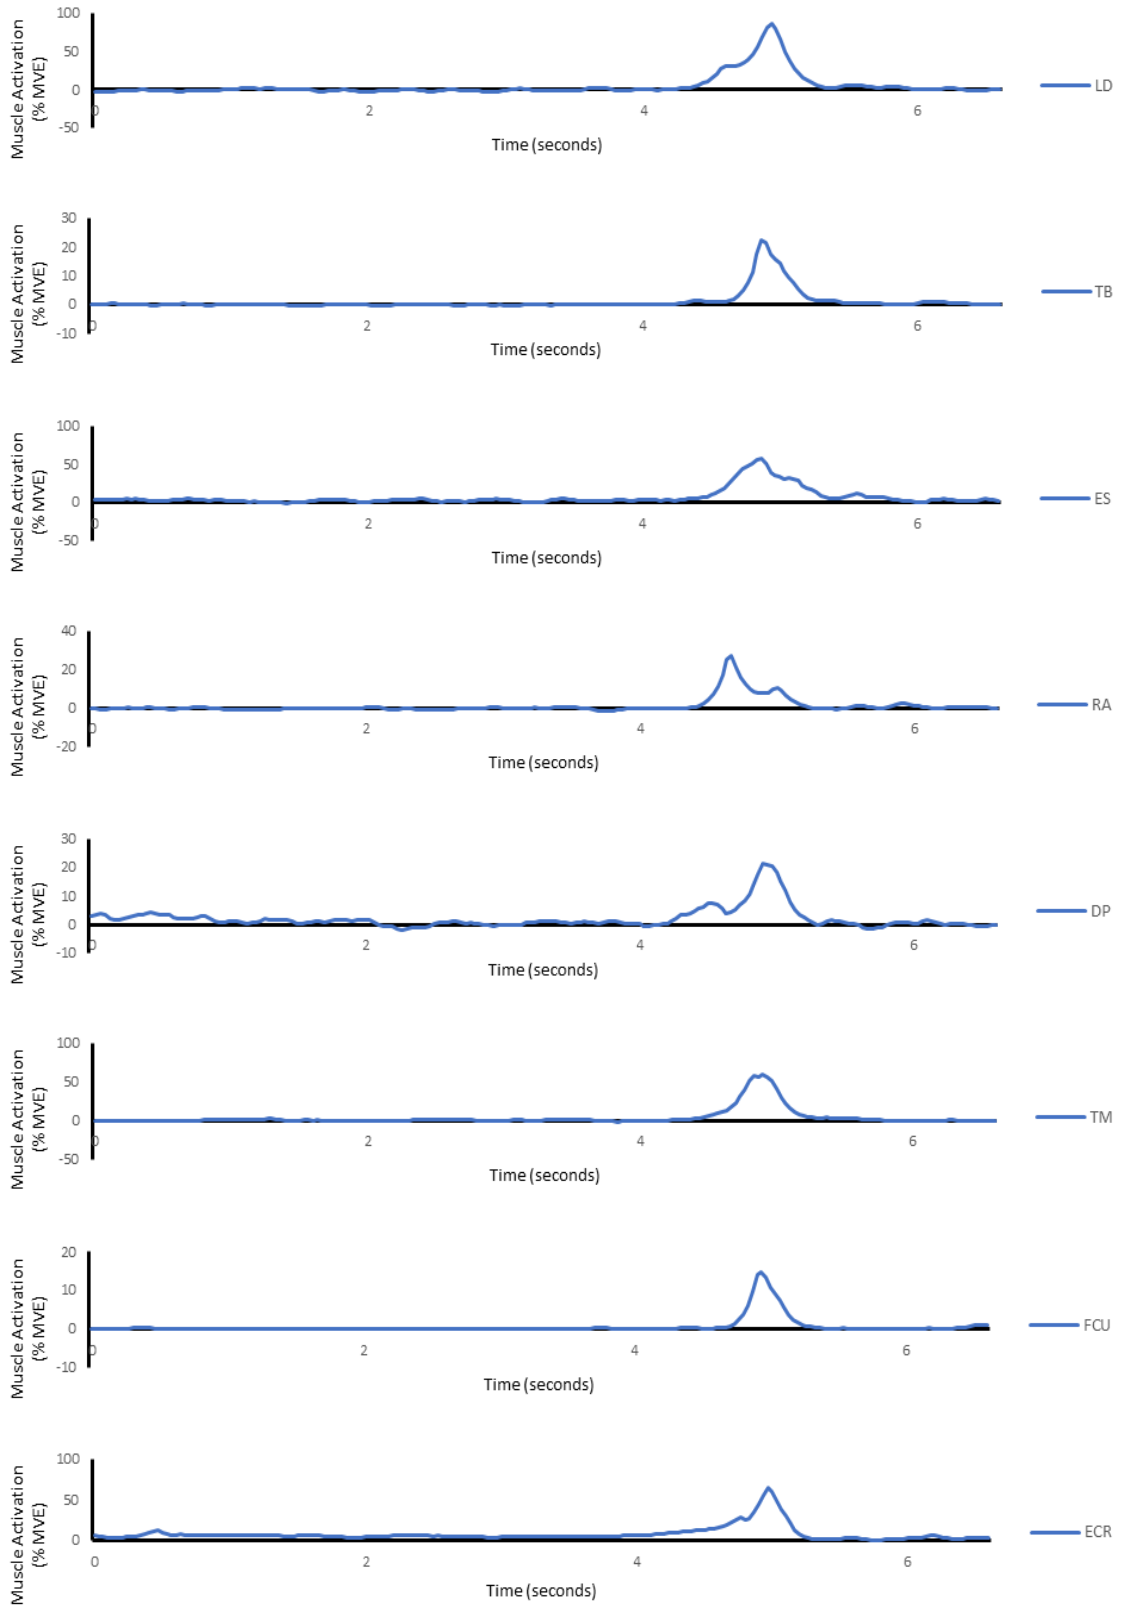 100
50
0
-50
Muscle Activation
(% MVE)
0
2
4
6
Time (seconds)
LD
30
20
10
0
-10
Muscle Activation
(% MVE)
0
2
4
6
Time (seconds)
TB
100
50
0
-50
Muscle Activation
(% MVE)
0
2
4
6
Time (seconds)
ES
40
20
0
-20
Muscle Activation
(% MVE)
0
2
4
6
Time (seconds)
RA
30
20
10
0
-10
Muscle Activation
(% MVE)
0
2
4
6
Time (seconds)
DP
100
50
0
-50
Muscle Activation
(% MVE)
0
2
4
6
Time (seconds)
TM
20
10
0
-10
Muscle Activation
(% MVE)
0
2
4
6
Time (seconds)
FCU
100
50
0
Muscle Activation
(% MVE)
0
2
4
6
Time (seconds)
ECR